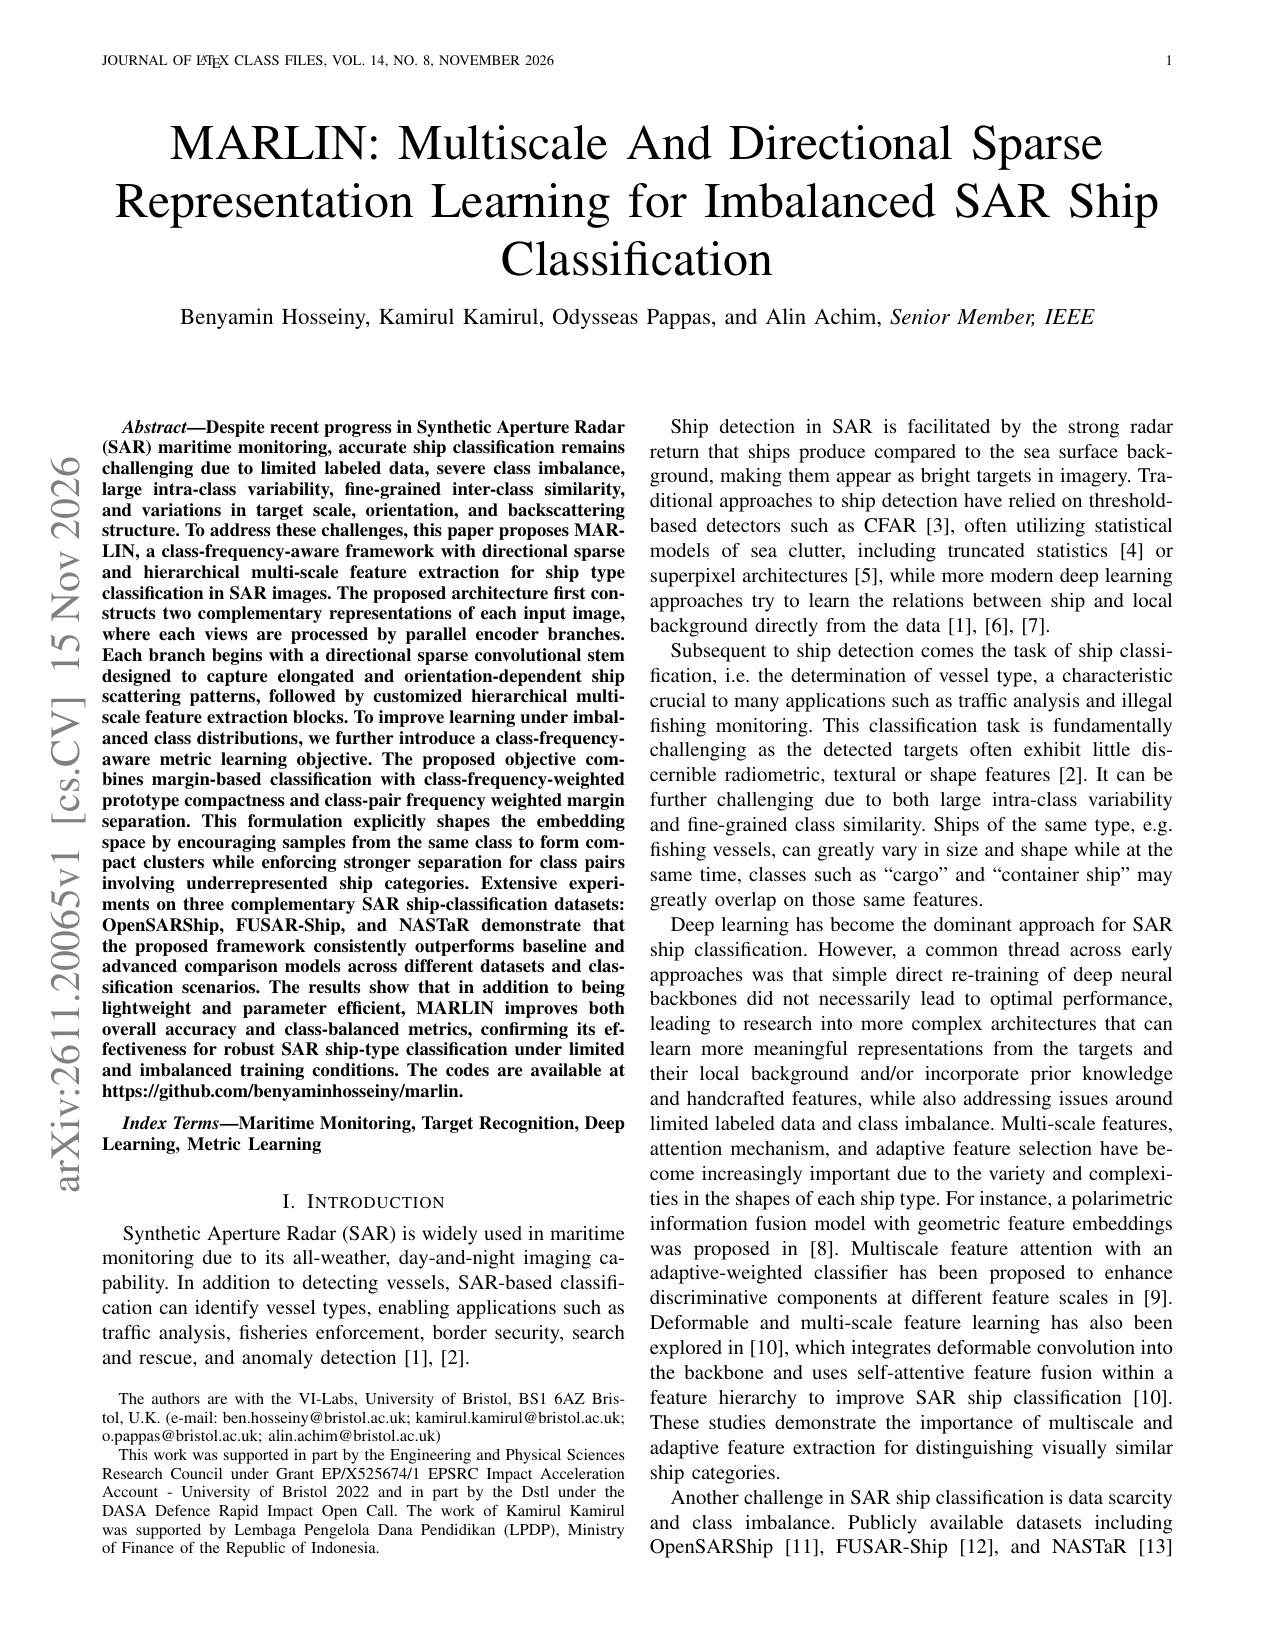 JOURNAL OF LATEX CLASS FILES, VOL. 14, NO. 8, NOVEMBER 2026
1
MARLIN: Multiscale And Directional Sparse
Representation Learning for Imbalanced SAR Ship
Classification
Benyamin Hosseiny, Kamirul Kamirul, Odysseas Pappas, and Alin Achim, Senior Member, IEEE
arXiv:2611.20065v1 [cs.CV] 15 Nov 2026
Abstract—Despite recent progress in Synthetic Aperture Radar
(SAR) maritime monitoring, accurate ship classification remains
challenging due to limited labeled data, severe class imbalance,
large intra-class variability, fine-grained inter-class similarity,
and variations in target scale, orientation, and backscattering
structure. To address these challenges, this paper proposes MAR-
LIN, a class-frequency-aware framework with directional sparse
and hierarchical multi-scale feature extraction for ship type
classification in SAR images. The proposed architecture first con-
structs two complementary representations of each input image,
where each views are processed by parallel encoder branches.
Each branch begins with a directional sparse convolutional stem
designed to capture elongated and orientation-dependent ship
scattering patterns, followed by customized hierarchical multi-
scale feature extraction blocks. To improve learning under imbal-
anced class distributions, we further introduce a class-frequency-
aware metric learning objective. The proposed objective com-
bines margin-based classification with class-frequency-weighted
prototype compactness and class-pair frequency weighted margin
separation. This formulation explicitly shapes the embedding
space by encouraging samples from the same class to form com-
pact clusters while enforcing stronger separation for class pairs
involving underrepresented ship categories. Extensive experi-
ments on three complementary SAR ship-classification datasets:
OpenSARShip, FUSAR-Ship, and NASTaR demonstrate that
the proposed framework consistently outperforms baseline and
advanced comparison models across different datasets and clas-
sification scenarios. The results show that in addition to being
lightweight and parameter efficient, MARLIN improves both
overall accuracy and class-balanced metrics, confirming its ef-
fectiveness for robust SAR ship-type classification under limited
and imbalanced training conditions. The codes are available at
https://github.com/benyaminhosseiny/marlin.
Index Terms—Maritime Monitoring, Target Recognition, Deep
Learning, Metric Learning
I. INTRODUCTION
Synthetic Aperture Radar (SAR) is widely used in maritime
monitoring due to its all-weather, day-and-night imaging ca-
pability. In addition to detecting vessels, SAR-based classifi-
cation can identify vessel types, enabling applications such as
traffic analysis, fisheries enforcement, border security, search
and rescue, and anomaly detection [1], [2].
The authors are with the VI-Labs, University of Bristol, BS1 6AZ Bris-
tol, U.K. (e-mail: ben.hosseiny@bristol.ac.uk; kamirul.kamirul@bristol.ac.uk;
o.pappas@bristol.ac.uk; alin.achim@bristol.ac.uk)
This work was supported in part by the Engineering and Physical Sciences
Research Council under Grant EP/X525674/1 EPSRC Impact Acceleration
Account - University of Bristol 2022 and in part by the Dstl under the
DASA Defence Rapid Impact Open Call. The work of Kamirul Kamirul
was supported by Lembaga Pengelola Dana Pendidikan (LPDP), Ministry
of Finance of the Republic of Indonesia.
Ship detection in SAR is facilitated by the strong radar
return that ships produce compared to the sea surface back-
ground, making them appear as bright targets in imagery. Tra-
ditional approaches to ship detection have relied on threshold-
based detectors such as CFAR [3], often utilizing statistical
models of sea clutter, including truncated statistics [4] or
superpixel architectures [5], while more modern deep learning
approaches try to learn the relations between ship and local
background directly from the data [1], [6], [7].
Subsequent to ship detection comes the task of ship classi-
fication, i.e. the determination of vessel type, a characteristic
crucial to many applications such as traffic analysis and illegal
fishing monitoring. This classification task is fundamentally
challenging as the detected targets often exhibit little dis-
cernible radiometric, textural or shape features [2]. It can be
further challenging due to both large intra-class variability
and fine-grained class similarity. Ships of the same type, e.g.
fishing vessels, can greatly vary in size and shape while at the
same time, classes such as “cargo” and “container ship” may
greatly overlap on those same features.
Deep learning has become the dominant approach for SAR
ship classification. However, a common thread across early
approaches was that simple direct re-training of deep neural
backbones did not necessarily lead to optimal performance,
leading to research into more complex architectures that can
learn more meaningful representations from the targets and
their local background and/or incorporate prior knowledge
and handcrafted features, while also addressing issues around
limited labeled data and class imbalance. Multi-scale features,
attention mechanism, and adaptive feature selection have be-
come increasingly important due to the variety and complexi-
ties in the shapes of each ship type. For instance, a polarimetric
information fusion model with geometric feature embeddings
was proposed in [8]. Multiscale feature attention with an
adaptive-weighted classifier has been proposed to enhance
discriminative components at different feature scales in [9].
Deformable and multi-scale feature learning has also been
explored in [10], which integrates deformable convolution into
the backbone and uses self-attentive feature fusion within a
feature hierarchy to improve SAR ship classification [10].
These studies demonstrate the importance of multiscale and
adaptive feature extraction for distinguishing visually similar
ship categories.
Another challenge in SAR ship classification is data scarcity
and class imbalance. Publicly available datasets including
OpenSARShip [11], FUSAR-Ship [12], and NASTaR [13]